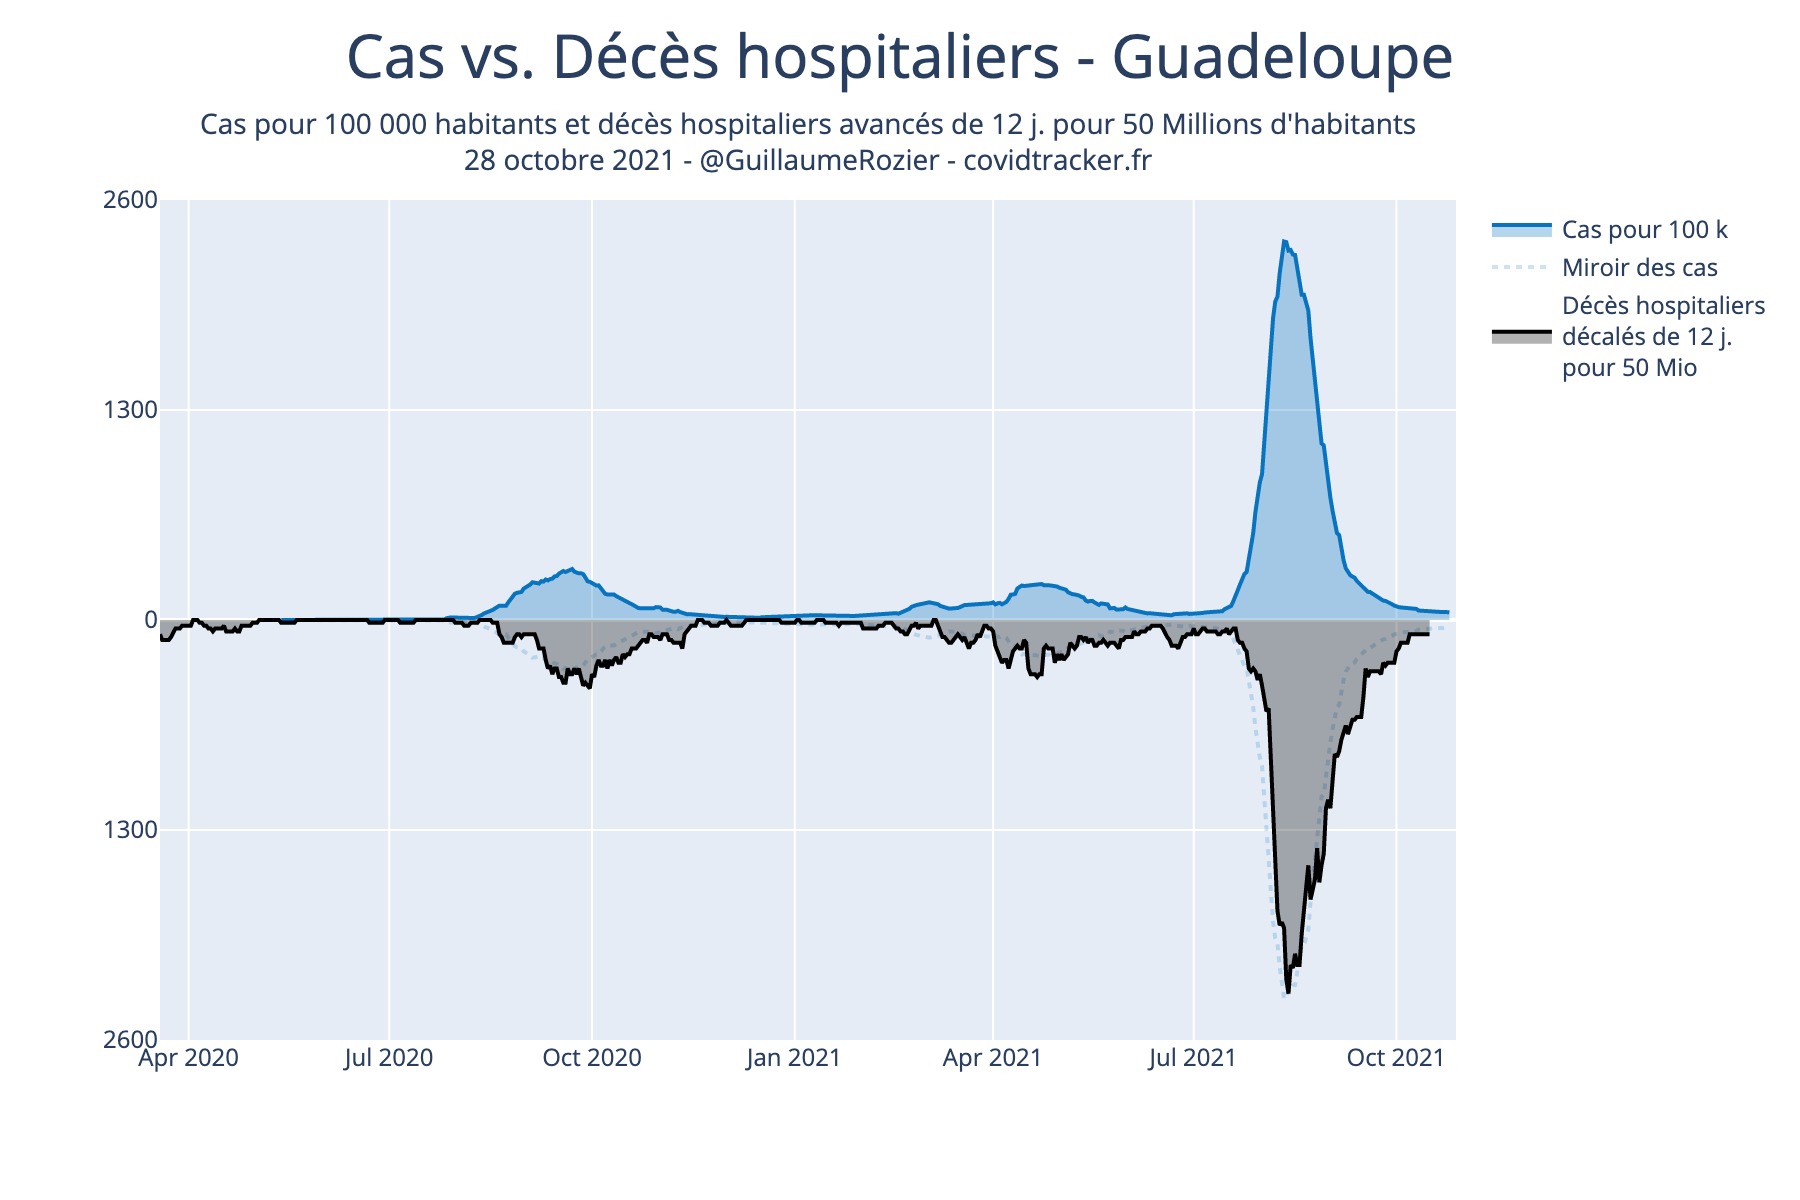 Cas vs. Décès hospitaliers - Guadeloupe
Cas pour 100 000 habitants et décès hospitaliers avancés de 12 j. pour 50 Millions d'habitants
28 octobre 2021 - @GuillaumeRozier - covidtracker.fr
2600
1300
0
1300
2600
Apr 2020
Jul 2020
Oct 2020
Jan 2021
Apr 2021
Jul 2021
Oct 2021
Cas pour 100 k
Miroir des cas
Décès hospitaliers
décalés de 12 j.
pour 50 Mio